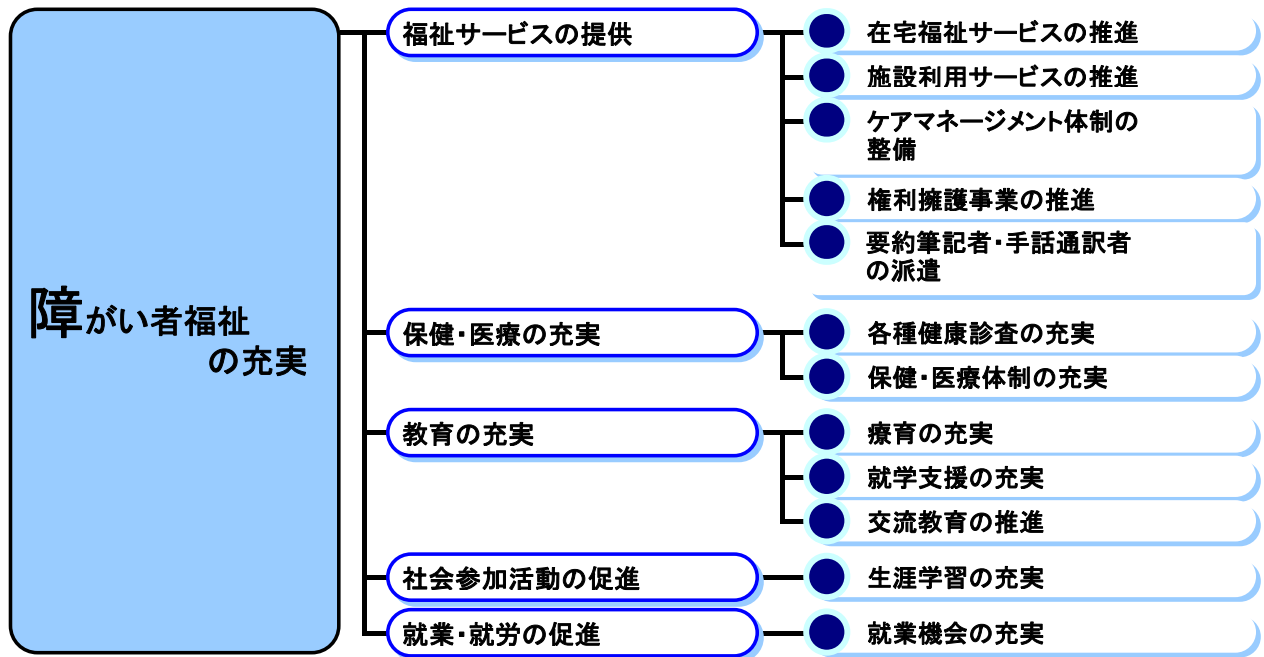 障がい者福祉
の充実
福祉サービスの提供
在宅福祉サービスの推進
施設利用サービスの推進
ケアマネージメント体制の
整備
権利擁護事業の推進
要約筆記者・手話通訳者
の派遣
保健・医療の充実
各種健康診査の充実
保健・医療体制の充実
教育の充実
療育の充実
就学支援の充実
交流教育の推進
社会参加活動の促進
生涯学習の充実
就業・就労の促進
就業機会の充実